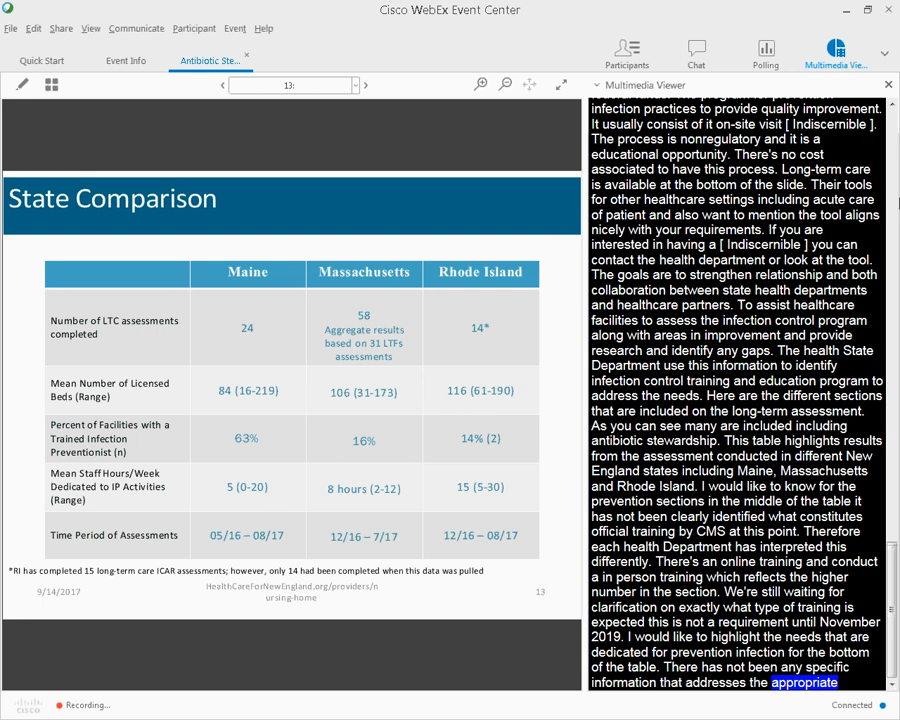 Cisco WebEx Event Center
File Edit Share View Communicate Participant Event Help
Quick Start
Event Info
Antibiotic Ste...
Participants
Chat
Polling
Multimedia Vie...
13:
Multimedia Viewer
State Comparison
Maine Massachusetts Rhode Island
Number of LTC assessments
completed
24
58
Aggregate results
based on 31 LTFs
assessments
14*
Mean Number of Licensed
Beds (Range)
84 (16-219)
106 (31-173)
116 (61-190)
Percent of Facilities with a
Trained Infection
Preventionist (n)
63%
16%
14% (2)
Mean Staff Hours/Week
Dedicated to IP Activities
(Range)
5 (0-20)
8 hours (2-12)
15 (5-30)
Time Period of Assessments
05/16 – 08/17
12/16 – 7/17
12/16 – 08/17
*RI has completed 15 long-term care ICAR assessments; however, only 14 had been completed when this data was pulled
9/14/2017
HealthCareForNewEngland.org/providers/n
ursing-home
13
infection practices to provide quality improvement.
It usually consist of it on-site visit [ Indiscernible ].
The process is nonregulatory and it is a
educational opportunity. There's no cost
associated to have this process. Long-term care
is available at the bottom of the slide. Their tools
for other healthcare settings including acute care
of patient and also want to mention the tool aligns
nicely with your requirements. If you are
interested in having a [ Indiscernible ] you can
contact the health department or look at the tool.
The goals are to strengthen relationship and both
collaboration between state health departments
and healthcare partners. To assist healthcare
facilities to assess the infection control program
along with areas in improvement and provide
research and identify any gaps. The health State
Department use this information to identify
infection control training and education program to
address the needs. Here are the different sections
that are included on the long-term assessment.
As you can see many are included including
antibiotic stewardship. This table highlights results
from the assessment conducted in different New
England states including Maine, Massachusetts
and Rhode Island. I would like to know for the
prevention sections in the middle of the table it
has not been clearly identified what constitutes
official training by CMS at this point. Therefore
each health Department has interpreted this
differently. There's an online training and conduct
a in person training which reflects the higher
number in the section. We're still waiting for
clarification on exactly what type of training is
expected this is not a requirement until November
2019. I would like to highlight the needs that are
dedicated for prevention infection for the bottom
of the table. There has not been any specific
information that addresses the appropriate
cisco
Recording...
Connected